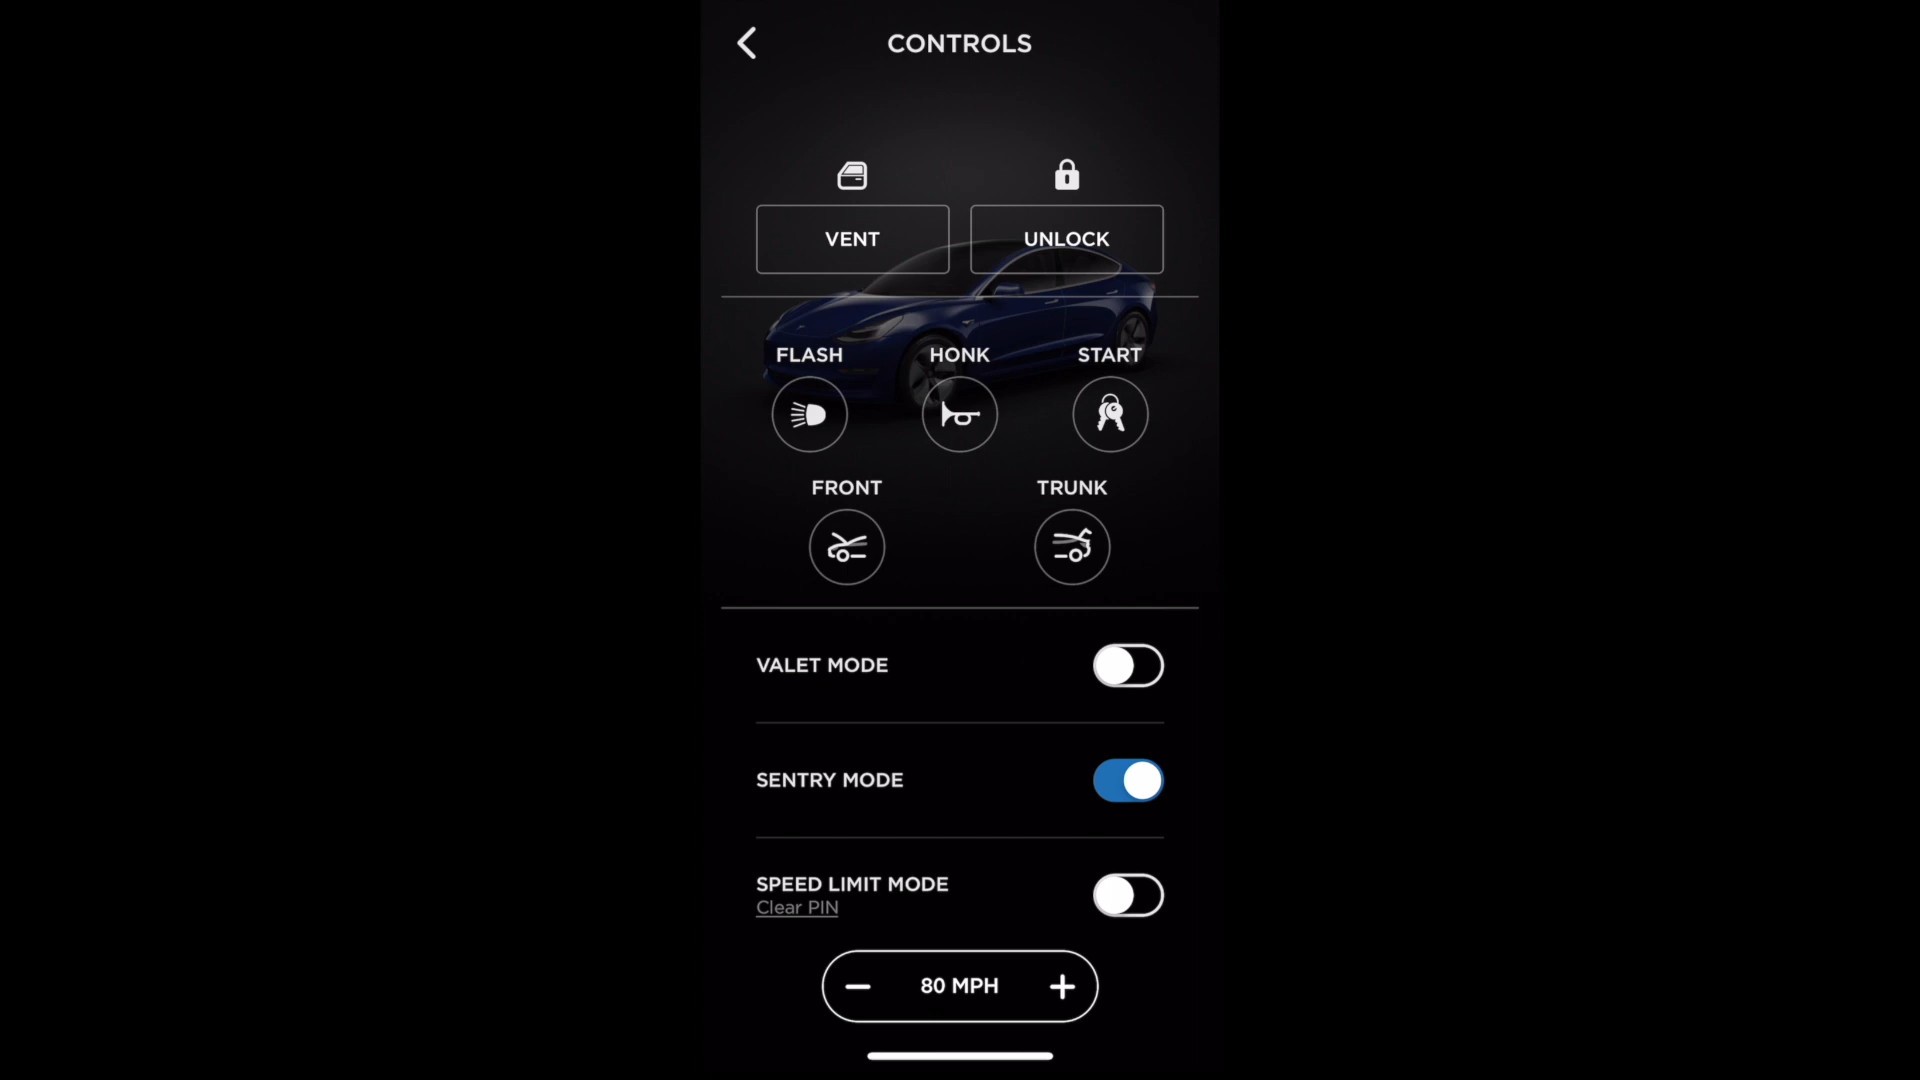 CONTROLS
VENT
UNLOCK
FLASH
HONK
START
FRONT
TRUNK
VALET MODE
SENTRY MODE
SPEED LIMIT MODE
Clear PIN
80 MPH